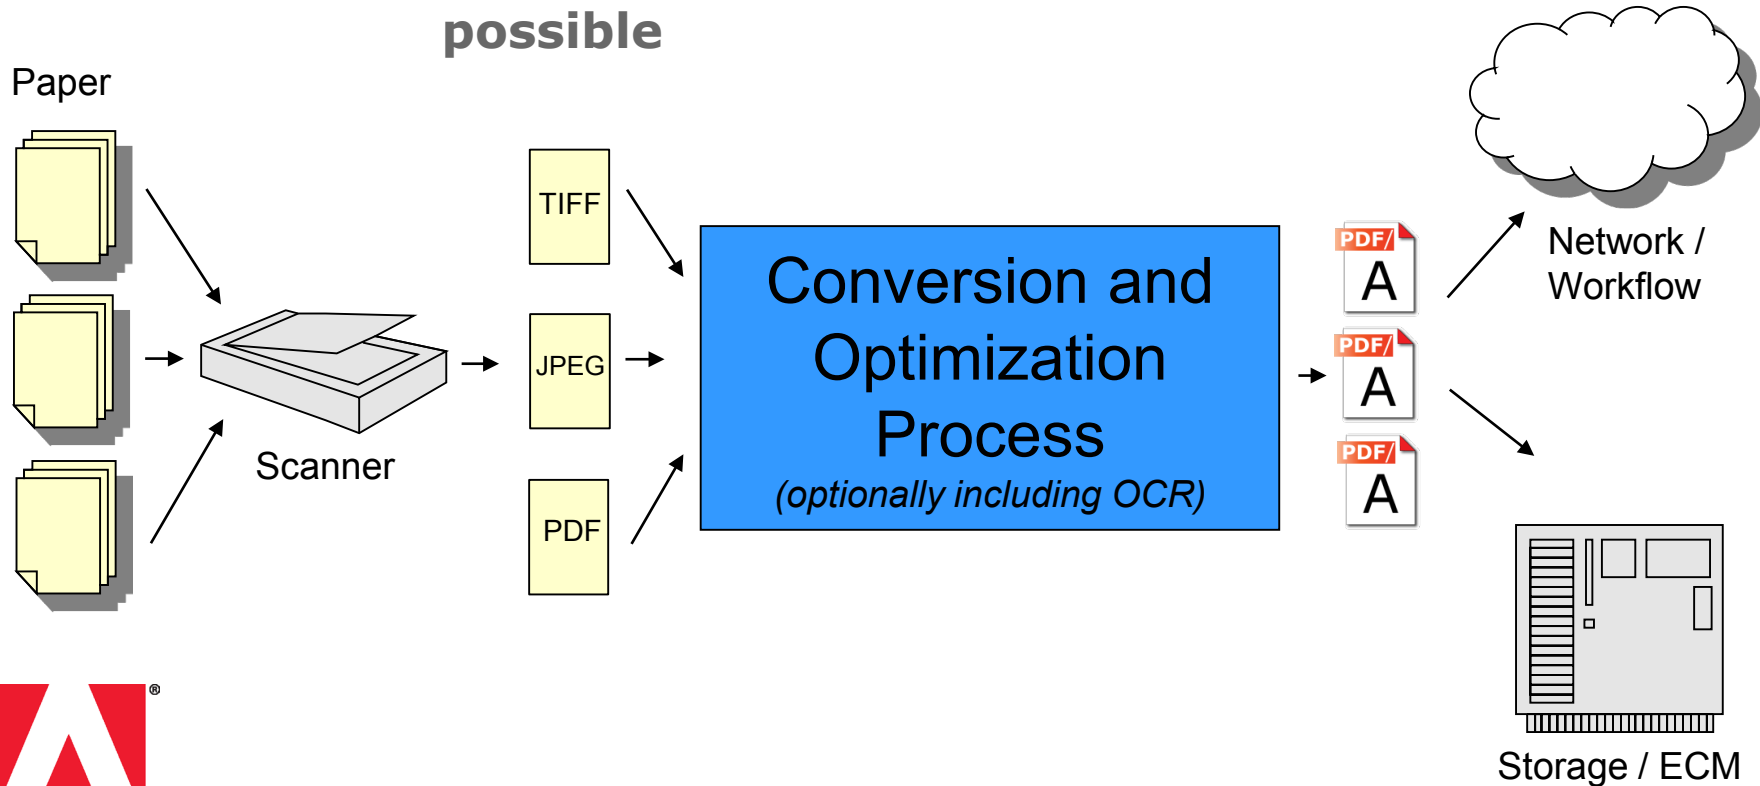 possible
Paper
TIFF
JPEG
PDF
Scanner
Conversion and
Optimization
Process
(optionally including OCR)
PDF/
A
PDF/
A
PDF/
A
Network /
Workflow
Storage / ECM
®